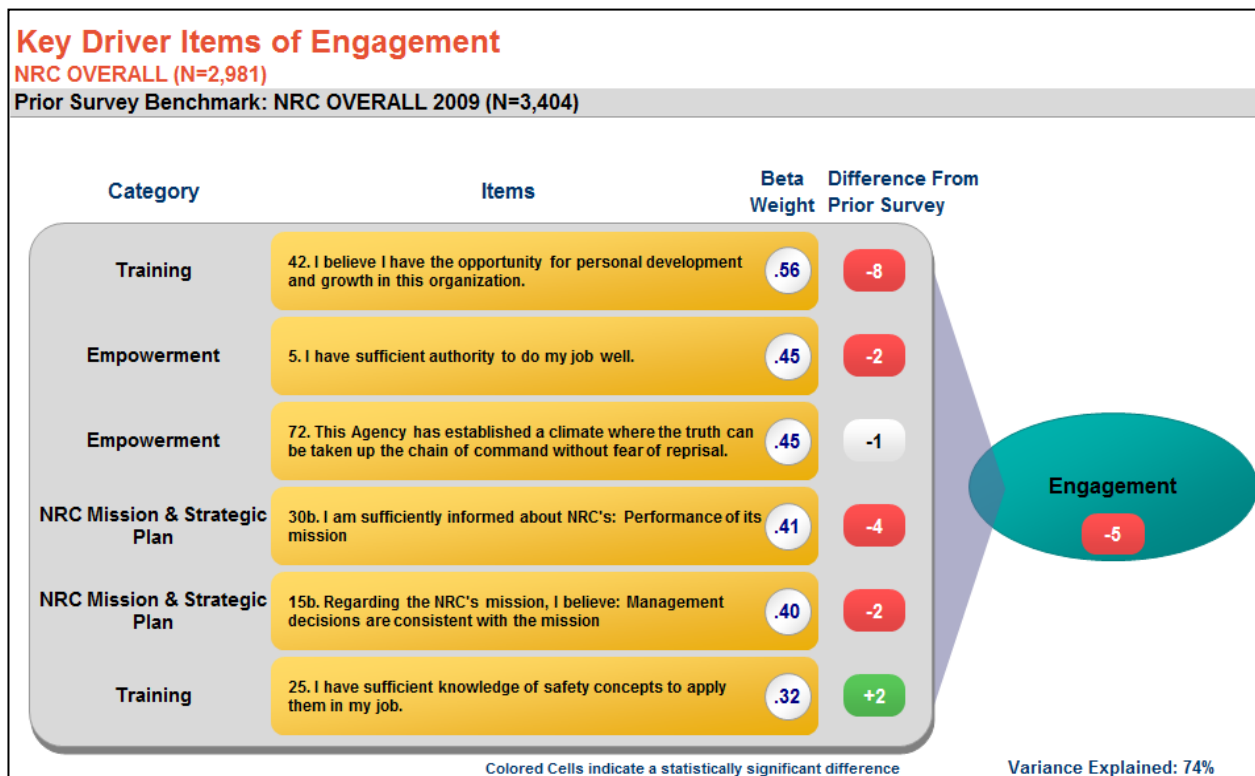 Key Driver Items of Engagement
NRC OVERALL (N=2,981)
Prior Survey Benchmark: NRC OVERALL 2009 (N=3,404)
Category
Items
Beta
Weight
Difference From
Prior Survey
Training
42. I believe I have the opportunity for personal development
and growth in this organization.
.56
-8
Empowerment
5. I have sufficient authority to do my job well.
.45
-2
Empowerment
72. This Agency has established a climate where the truth can
be taken up the chain of command without fear of reprisal.
.45
-1
NRC Mission & Strategic
Plan
30b. I am sufficiently informed about NRC's: Performance of its
mission
.41
-4
NRC Mission & Strategic
Plan
15b. Regarding the NRC's mission, I believe: Management
decisions are consistent with the mission
.40
-2
Training
25. I have sufficient knowledge of safety concepts to apply
them in my job.
.32
+2
Engagement
-5
Colored Cells indicate a statistically significant difference
Variance Explained: 74%